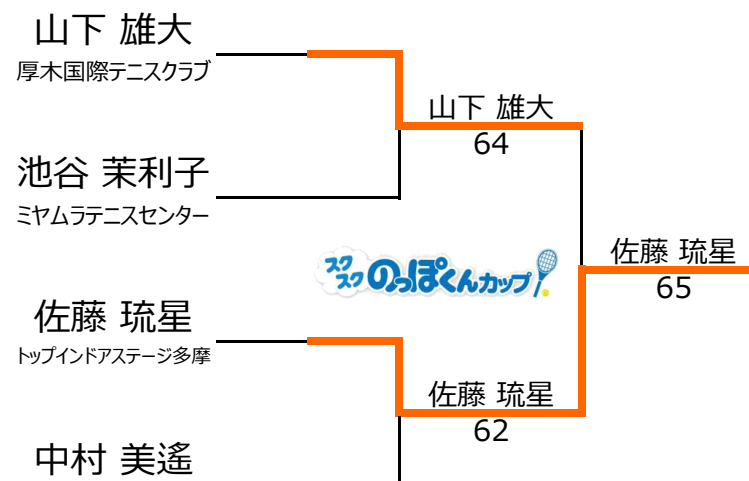 山下 雄大
厚木国際テニスクラブ
山下 雄大
64
池谷 茉利子
ミヤムラテニスセンター
スクスク のっぽくんカップ
佐藤 琉星
65
佐藤 琉星
トップインドアステージ多摩
佐藤 琉星
62
中村 美遙